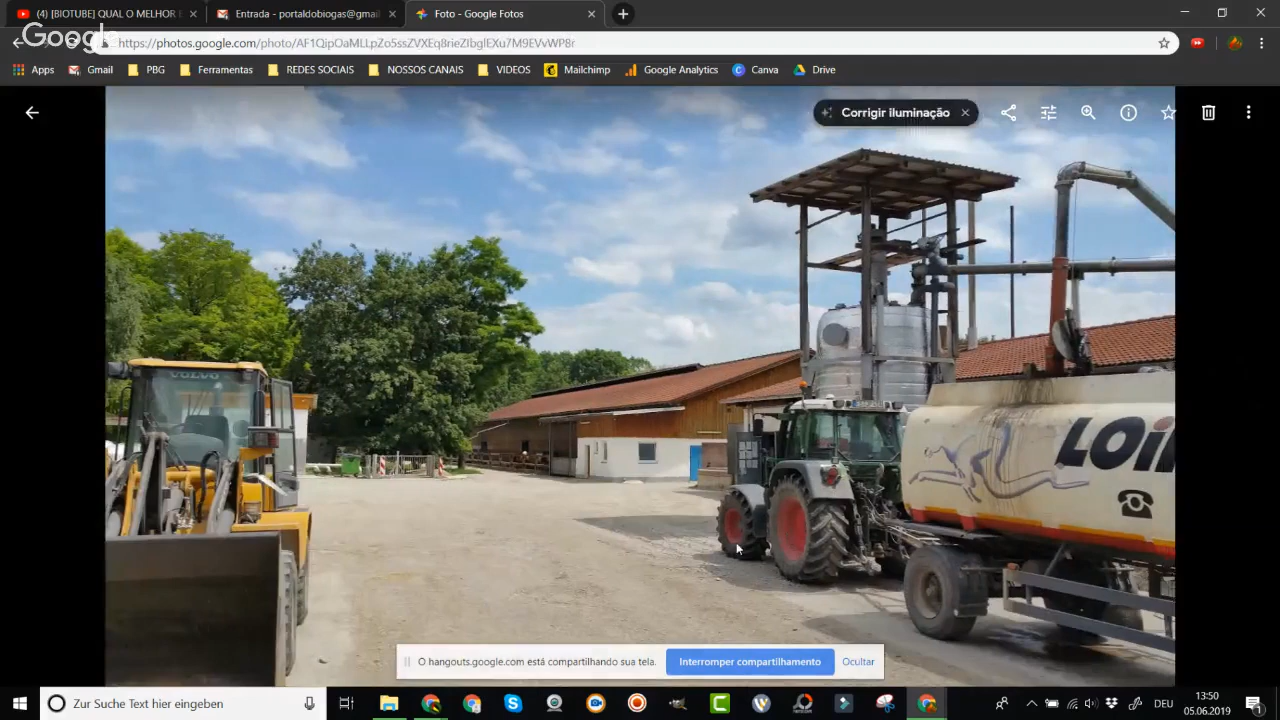 (4) [BIOTUBE] QUAL O MELHOR E
Entrada - portaldobiogas@gmail
Foto - Google Fotos
Google
https://photos.google.com/photo/AF1QipOaMLLpZo5ssZVXEq8rieZIbglEXu7M9EVvWP8r
Apps
Gmail
PBG
Ferramentas
REDES SOCIAIS
NOSSOS CANAIS
VIDEOS
Mailchimp
Google Analytics
Canva
Drive
Corrigir iluminação
VOLVO
O hangouts.google.com está compartilhando sua tela.
Interromper compartilhamento
Ocultar
Zur Suche Text hier eingeben
DEU
13:50
05.06.2019